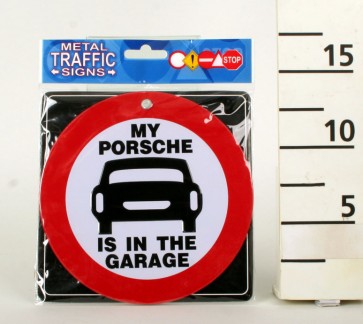 METAL
TRAFFIC
SIGNS
STOP
MY
PORSCHE
IS IN THE
GARAGE
15
10
5